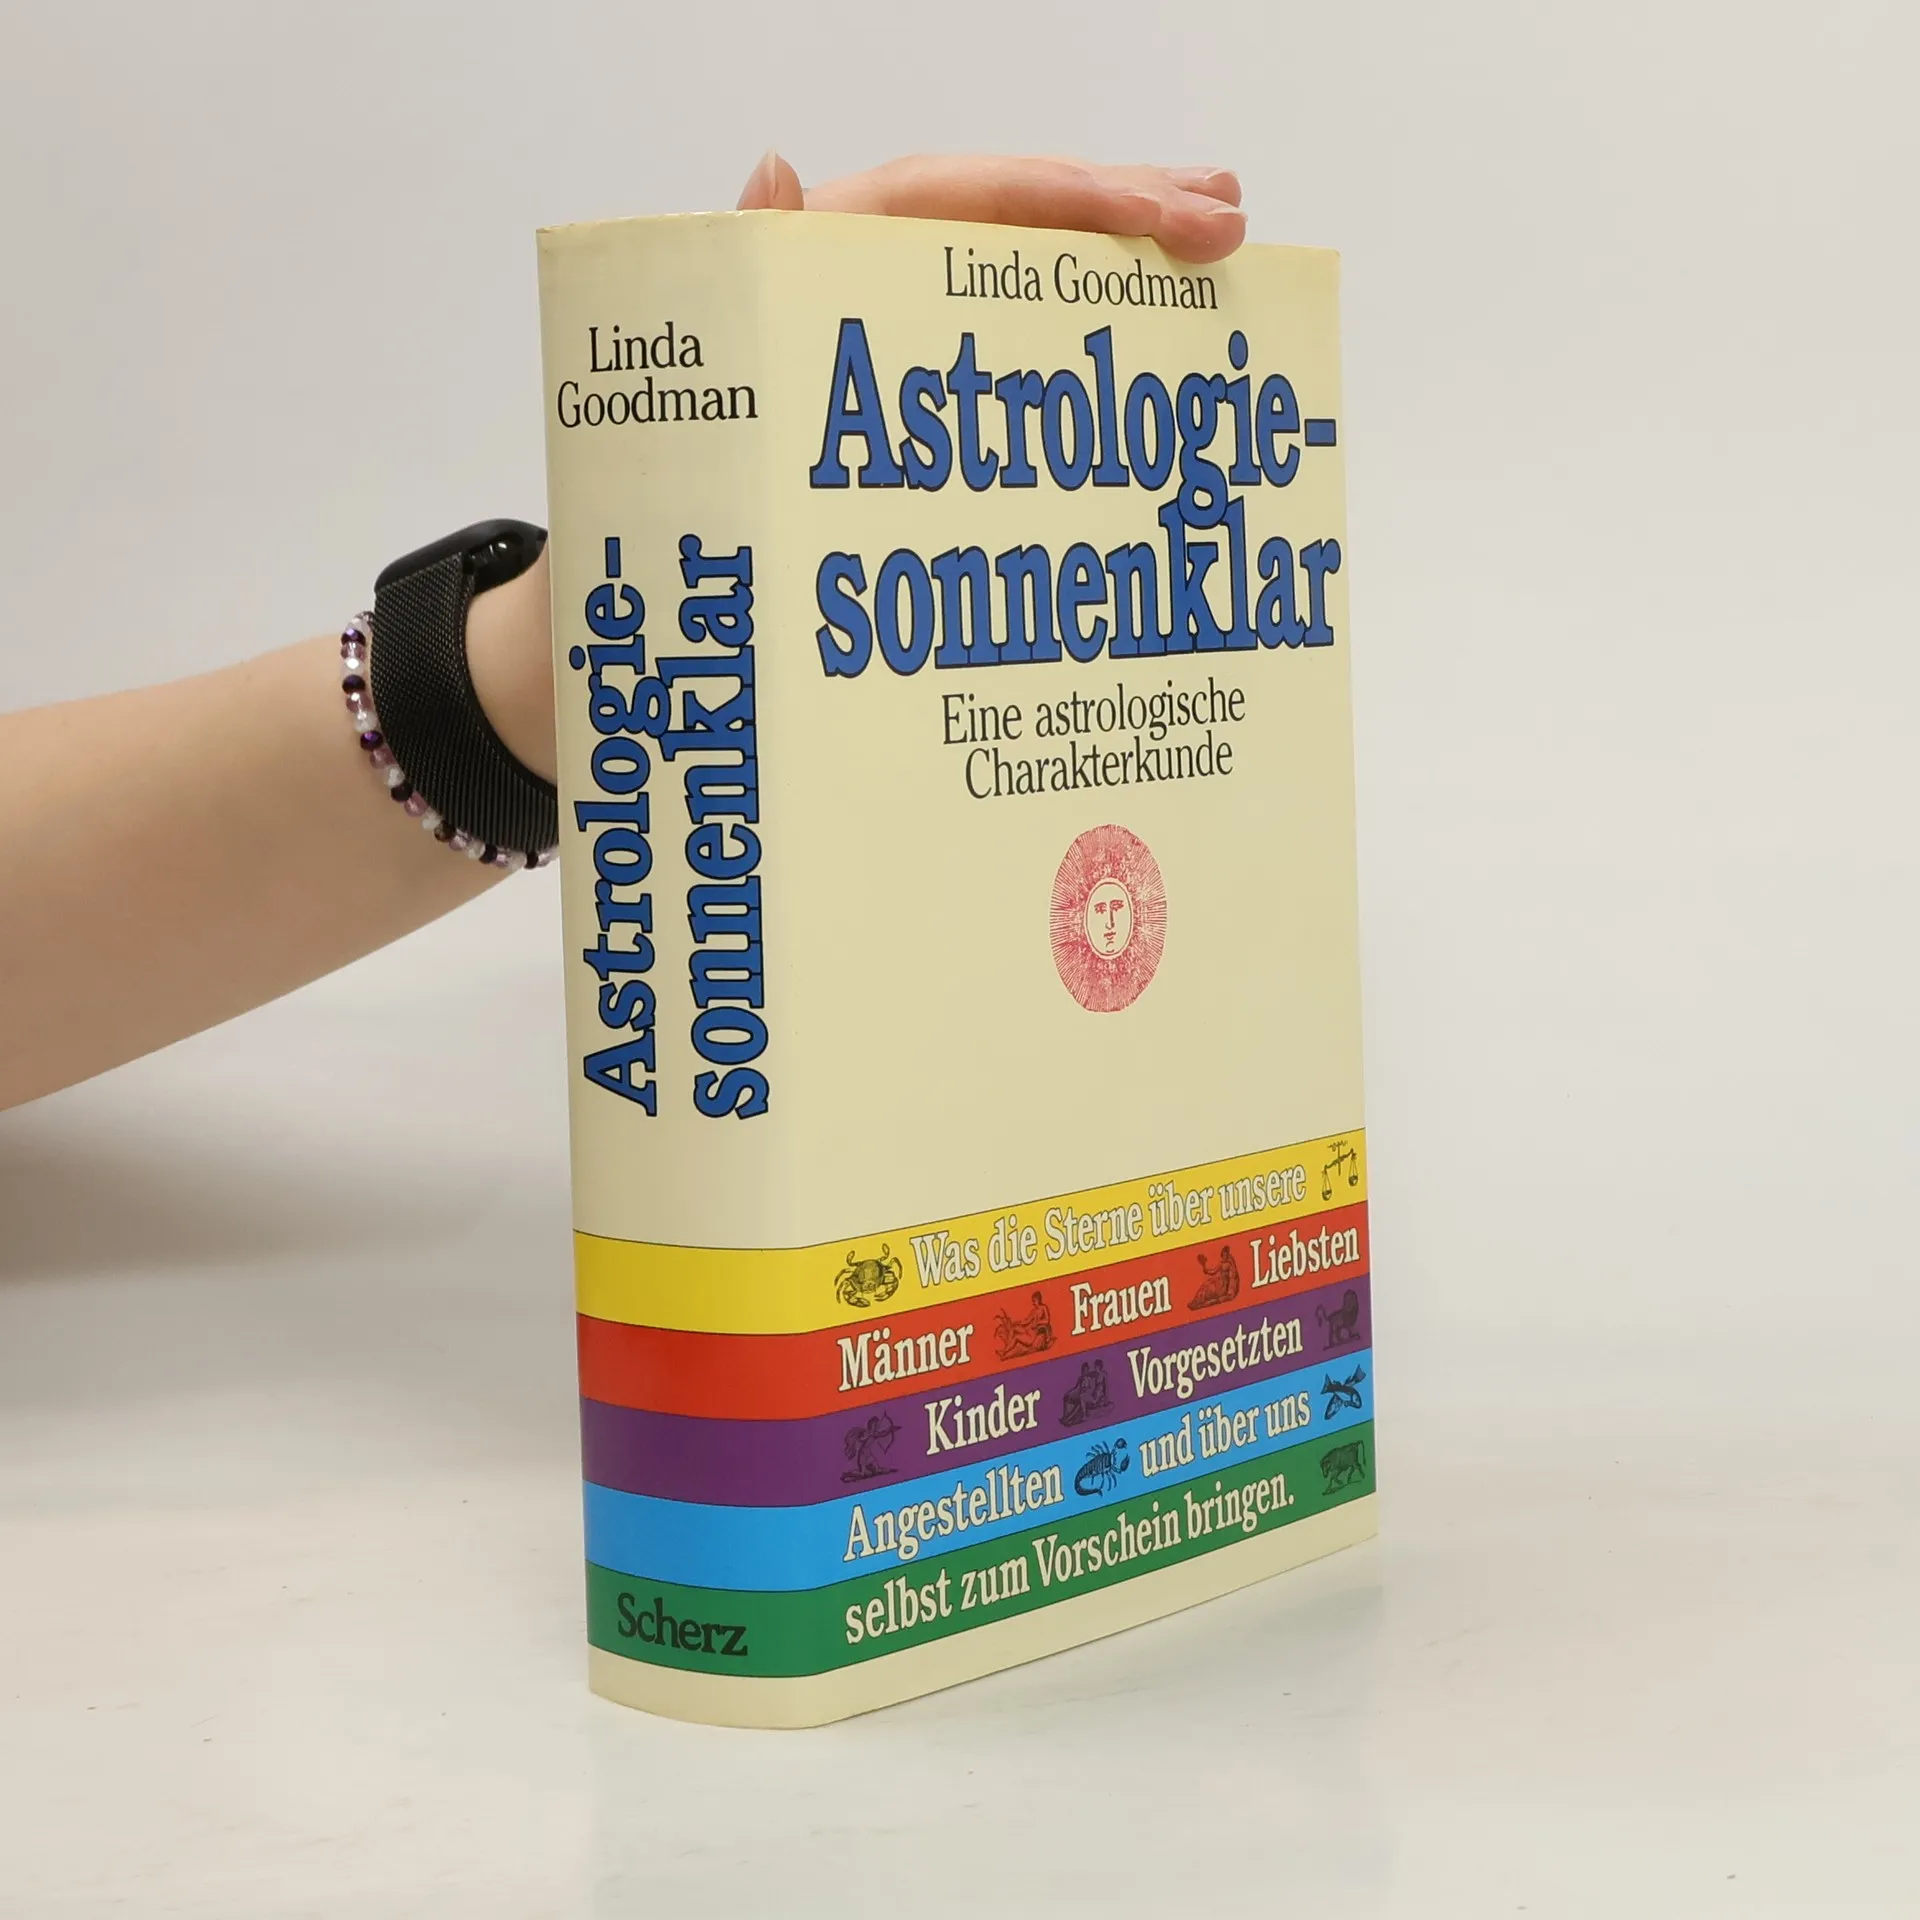 Linda
Goodman
Astrologie-
sonnenklar
Scherz
Linda Goodman
Astrologie-
sonnenklar
Eine astrologische
Charakterkunde
Was die Sterne über unsere
Männer Frauen Liebsten
Kinder Vorgesetzten
Angestellten und über uns
selbst zum Vorschein bringen.